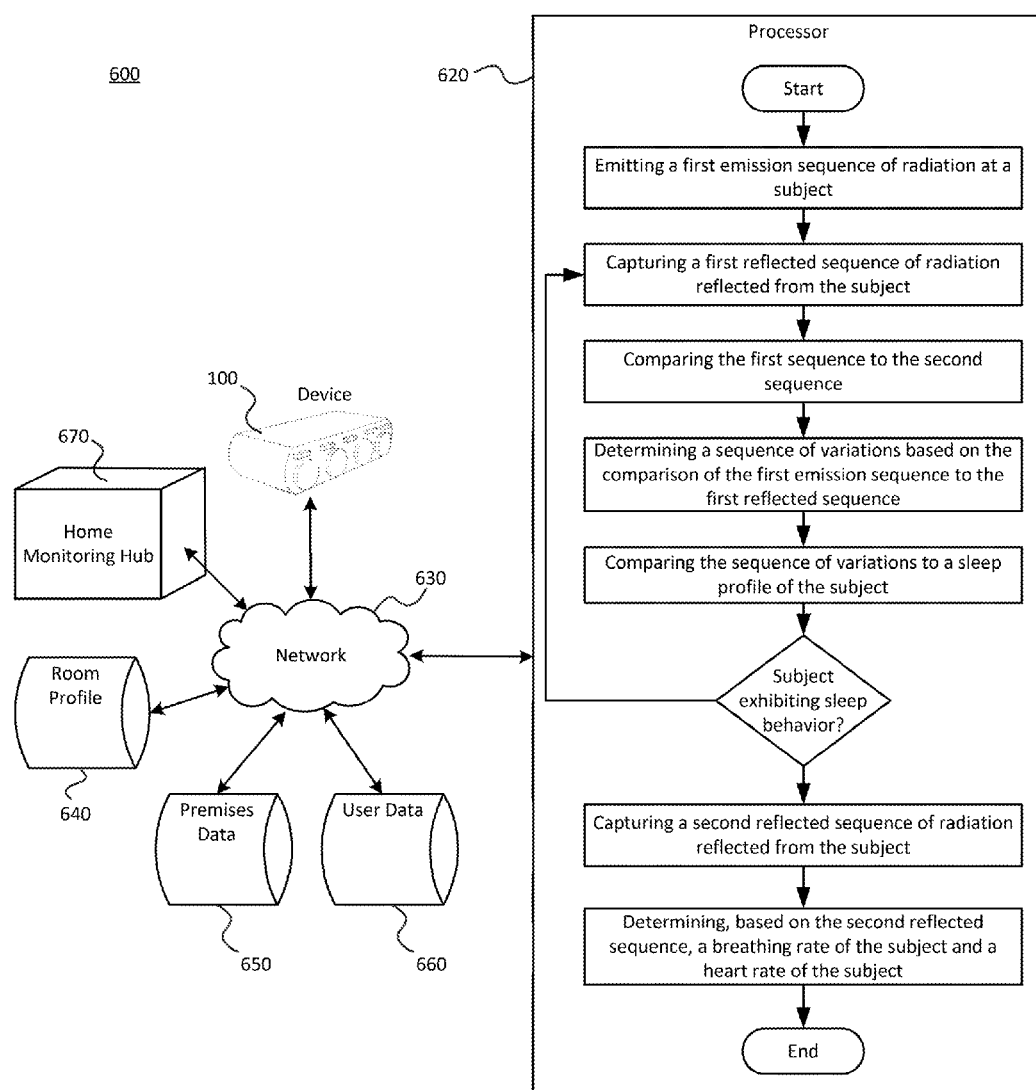 600
620
Processor
Start
Emitting a first emission sequence of radiation at a
subject
Capturing a first reflected sequence of radiation
reflected from the subject
Comparing the first sequence to the second
sequence
Determining a sequence of variations based on the
comparison of the first emission sequence to
the first reflected sequence
Comparing the sequence of variations to a sleep
profile of the subject
Subject
exhibiting sleep
behavior?
Capturing a second reflected sequence of radiation
reflected from the subject
Determining, based on the second reflected
sequence, a breathing rate of the subject and a
heart rate of the subject
End
100
Device
670
Home
Monitoring Hub
630
Network
Room
Profile
640
Premises
Data
650
User Data
660